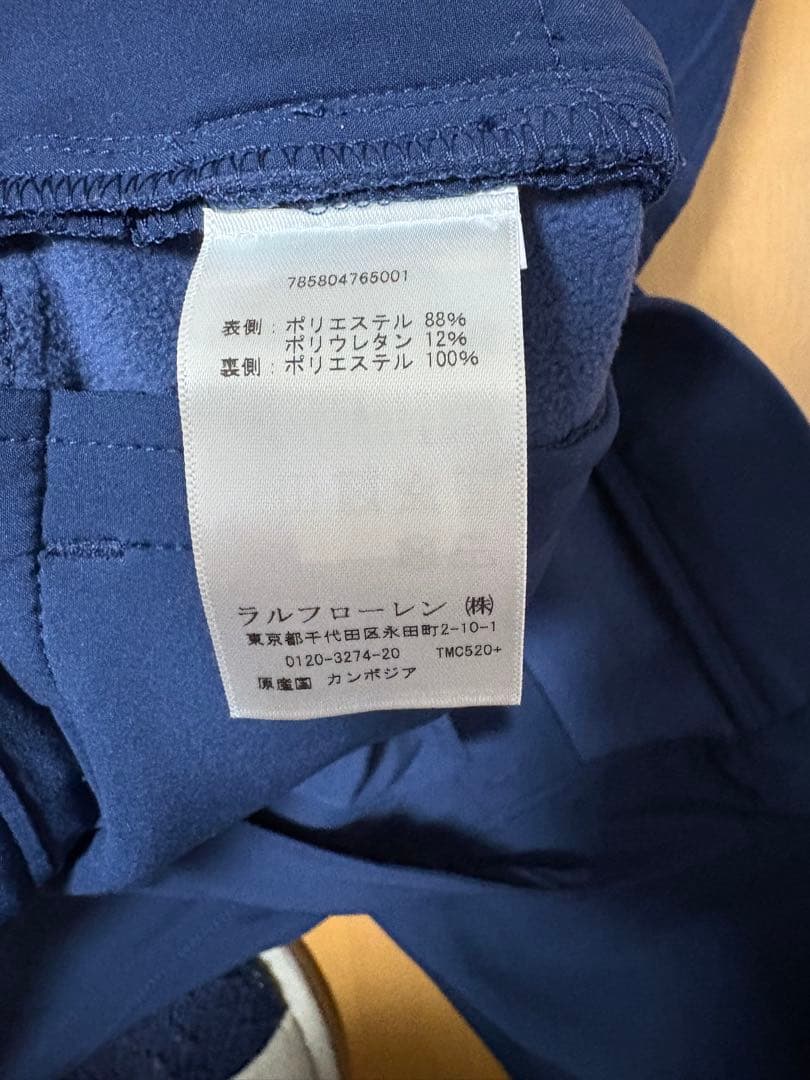 785804765001
表側：ポリエステル 88%
ポリウレタン 12%
裏側：ポリエステル 100%
ラルフローレン ㈱
東京都千代田区永田町2-10-1
0120-3274-20 TMC520+
原産国 カンボジア